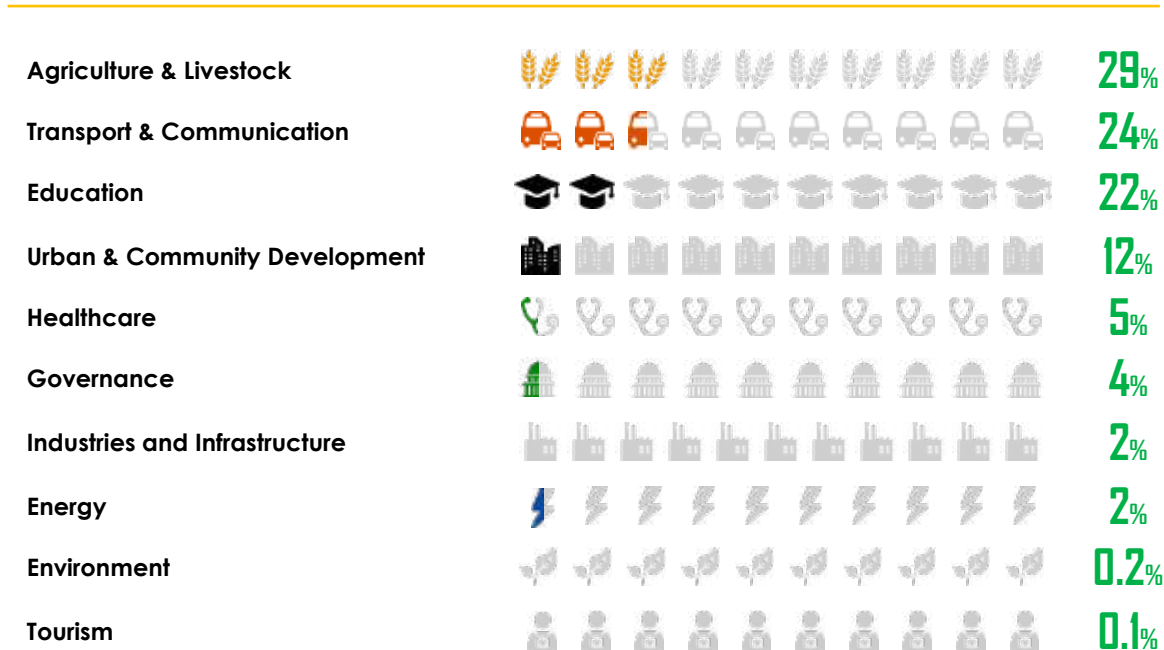 Agriculture & Livestock 29%
Transport & Communication 24%
Education 22%
Urban & Community Development 12%
Healthcare 5%
Governance 4%
Industries and Infrastructure 2%
Energy 2%
Environment 0.2%
Tourism 0.1%